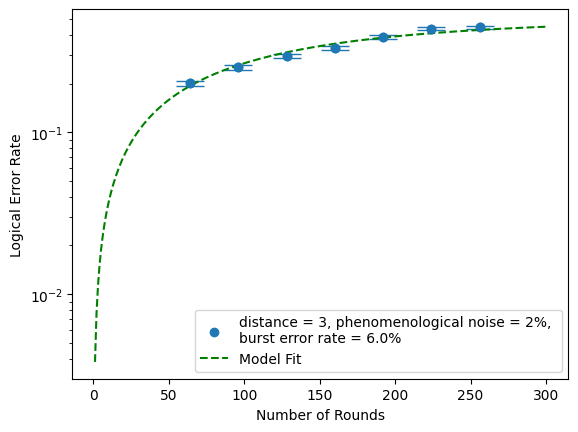 Logical Error Rate
10⁻¹
10⁻²
distance = 3, phenomenological noise = 2%,
burst error rate = 6.0%
Model Fit
0 50 100 150 200 250 300
Number of Rounds